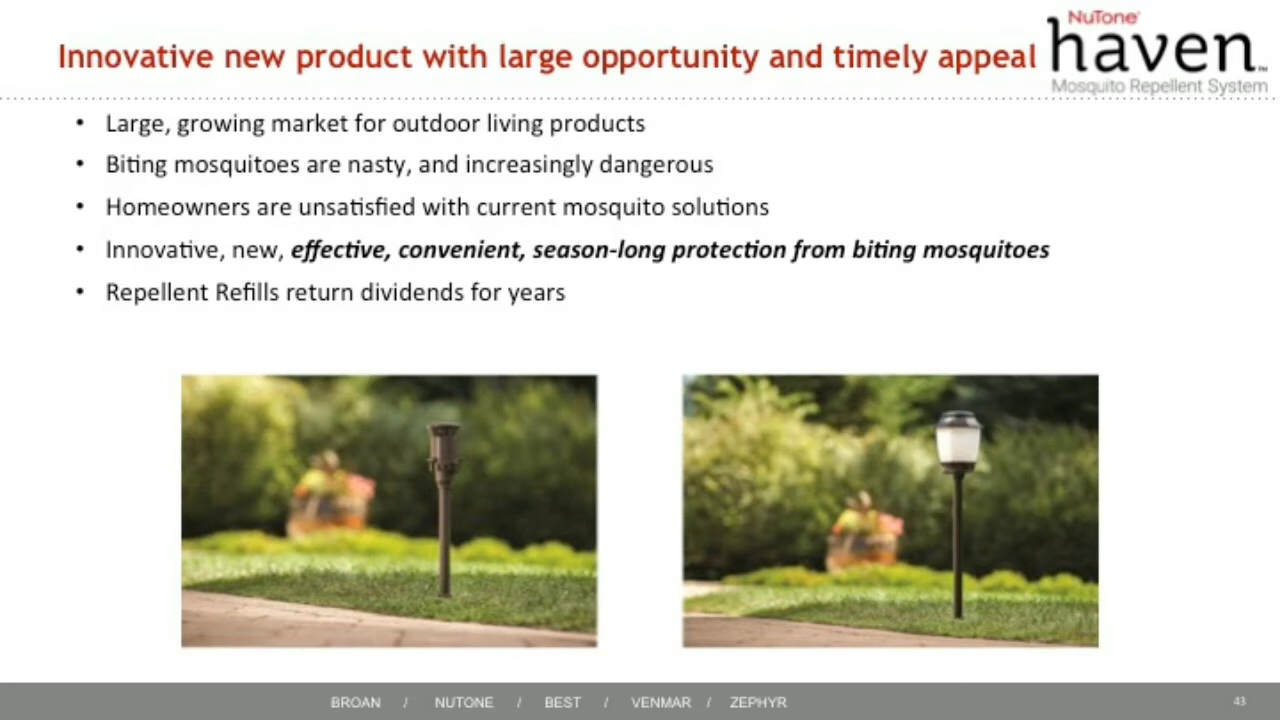 Innovative new product with large opportunity and timely appeal
NuTone®
haven™
Mosquito Repellent System
• Large, growing market for outdoor living products
• Biting mosquitoes are nasty, and increasingly dangerous
• Homeowners are unsatisfied with current mosquito solutions
• Innovative, new, effective, convenient, season-long protection from biting mosquitoes
• Repellent Refills return dividends for years
BROAN / NUTONE / BEST / VENMAR / ZEPHYR
43